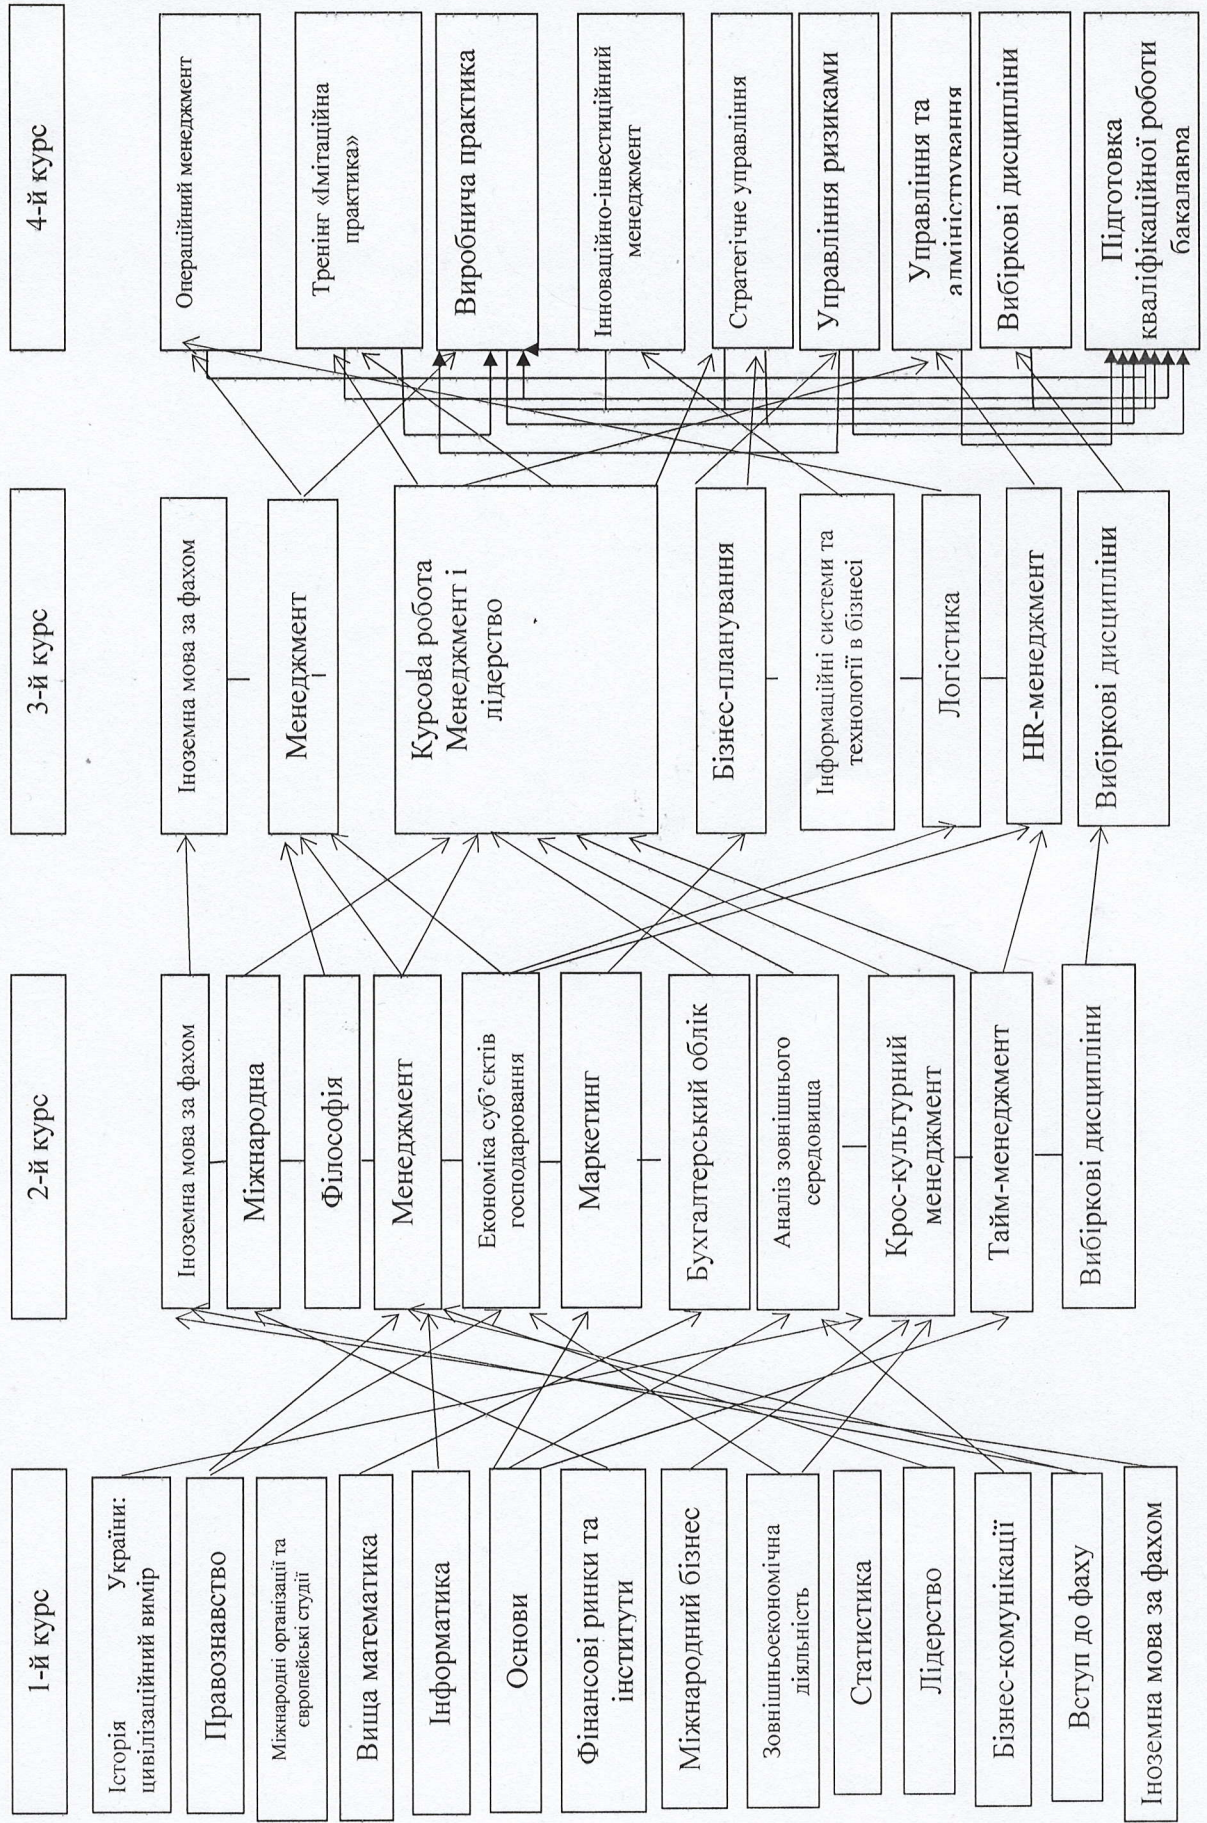 1-й курс
Історія України:
цивілізаційний вимір
Правознавство
Міжнародні організації та
європейські студії
Вища математика
Інформатика
Основи
Фінансові ринки та
інститути
Міжнародний бізнес
Зовнішньоекономічна
діяльність
Статистика
Лідерство
Бізнес-комунікації
Вступ до фаху
Іноземна мова за фахом
2-й курс
Іноземна мова за фахом
Міжнародна
Філософія
Менеджмент
Економіка суб’єктів
господарювання
Маркетинг
Бухгалтерський облік
Аналіз зовнішнього
середовища
Крос-культурний
менеджмент
Тайм-менеджмент
Вибіркові дисципліни
3-й курс
Іноземна мова за фахом
Менеджмент
Курсова робота
Менеджмент і
лідерство
Бізнес-планування
Інформаційні системи та
технології в бізнесі
Логістика
HR-менеджмент
Вибіркові дисципліни
4-й курс
Операційний менеджмент
Тренінг «Імітаційна
практика»
Виробнича практика
Інноваційно-інвестиційний
менеджмент
Стратегічне управління
Управління ризиками
Управління та
адміністрування
Вибіркові дисципліни
Підготовка
кваліфікаційної роботи
бакалавра